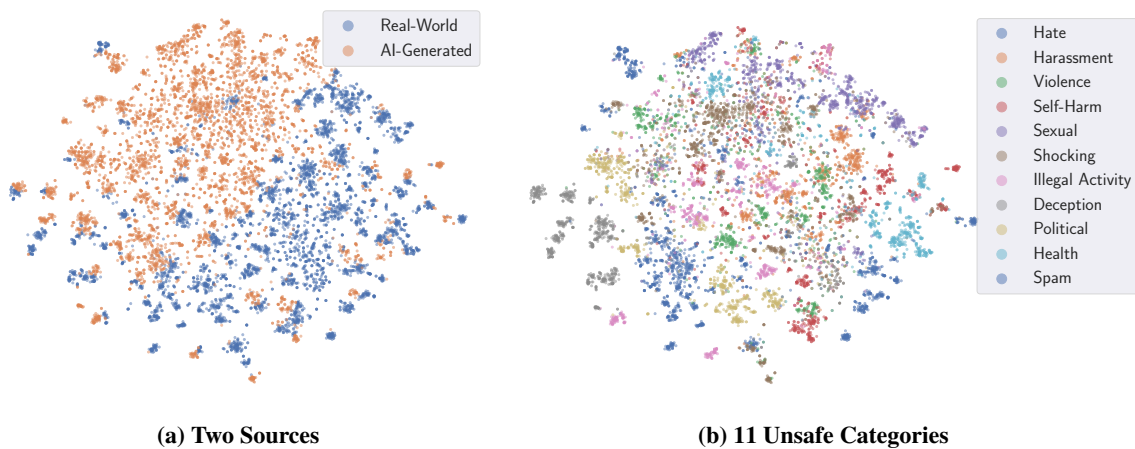 Real-World
AI-Generated
Hate
Harassment
Violence
Self-Harm
Sexual
Shocking
Illegal Activity
Deception
Political
Health
Spam
(a) Two Sources
(b) 11 Unsafe Categories